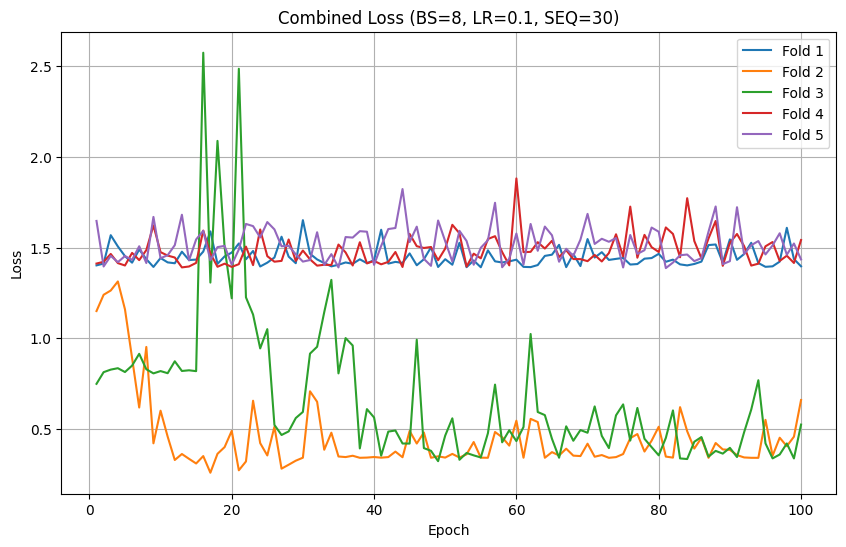 Combined Loss (BS=8, LR=0.1, SEQ=30)
Fold 1
Fold 2
Fold 3
Fold 4
Fold 5
Loss
2.5
2.0
1.5
1.0
0.5
0 20 40 60 80 100
Epoch